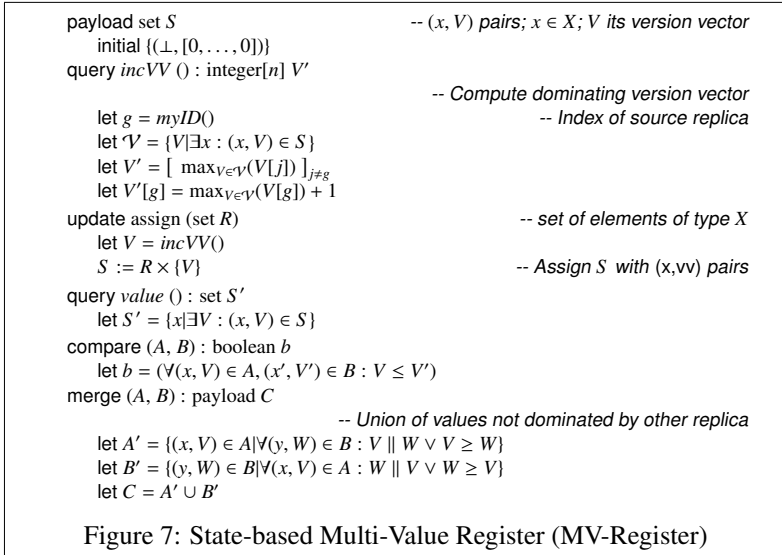 payload set S -- (x, V) pairs; x ∈ X; V its version vector
initial {(⊥, [0, . . . , 0])}
query incVV () : integer[n] V′
-- Compute dominating version vector
let g = myID() -- Index of source replica
let 𝒱 = {V|∃x : (x, V) ∈ S}
let V′ = [ max_{V∈𝒱}(V[j]) ]_{j≠g}
let V′[g] = max_{V∈𝒱}(V[g]) + 1
update assign (set R) -- set of elements of type X
let V = incVV()
S := R × {V} -- Assign S with (x,vv) pairs
query value () : set S′
let S′ = {x|∃V : (x, V) ∈ S}
compare (A, B) : boolean b
let b = (∀(x, V) ∈ A, (x′, V′) ∈ B : V ≤ V′)
merge (A, B) : payload C
-- Union of values not dominated by other replica
let A′ = {(x, V) ∈ A|∀(y, W) ∈ B : V ∥ W ∨ V ≥ W}
let B′ = {(y, W) ∈ B|∀(x, V) ∈ A : W ∥ V ∨ W ≥ V}
let C = A′ ∪ B′
Figure 7: State-based Multi-Value Register (MV-Register)